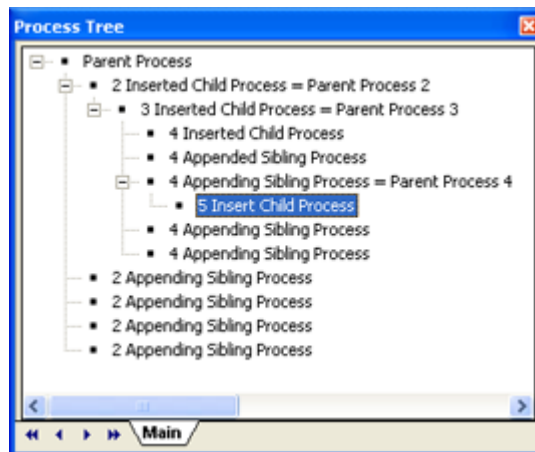 Process Tree
Parent Process
2 Inserted Child Process = Parent Process 2
3 Inserted Child Process = Parent Process 3
4 Inserted Child Process
4 Appended Sibling Process
4 Appending Sibling Process = Parent Process 4
5 Insert Child Process
4 Appending Sibling Process
4 Appending Sibling Process
2 Appending Sibling Process
2 Appending Sibling Process
2 Appending Sibling Process
2 Appending Sibling Process
Main